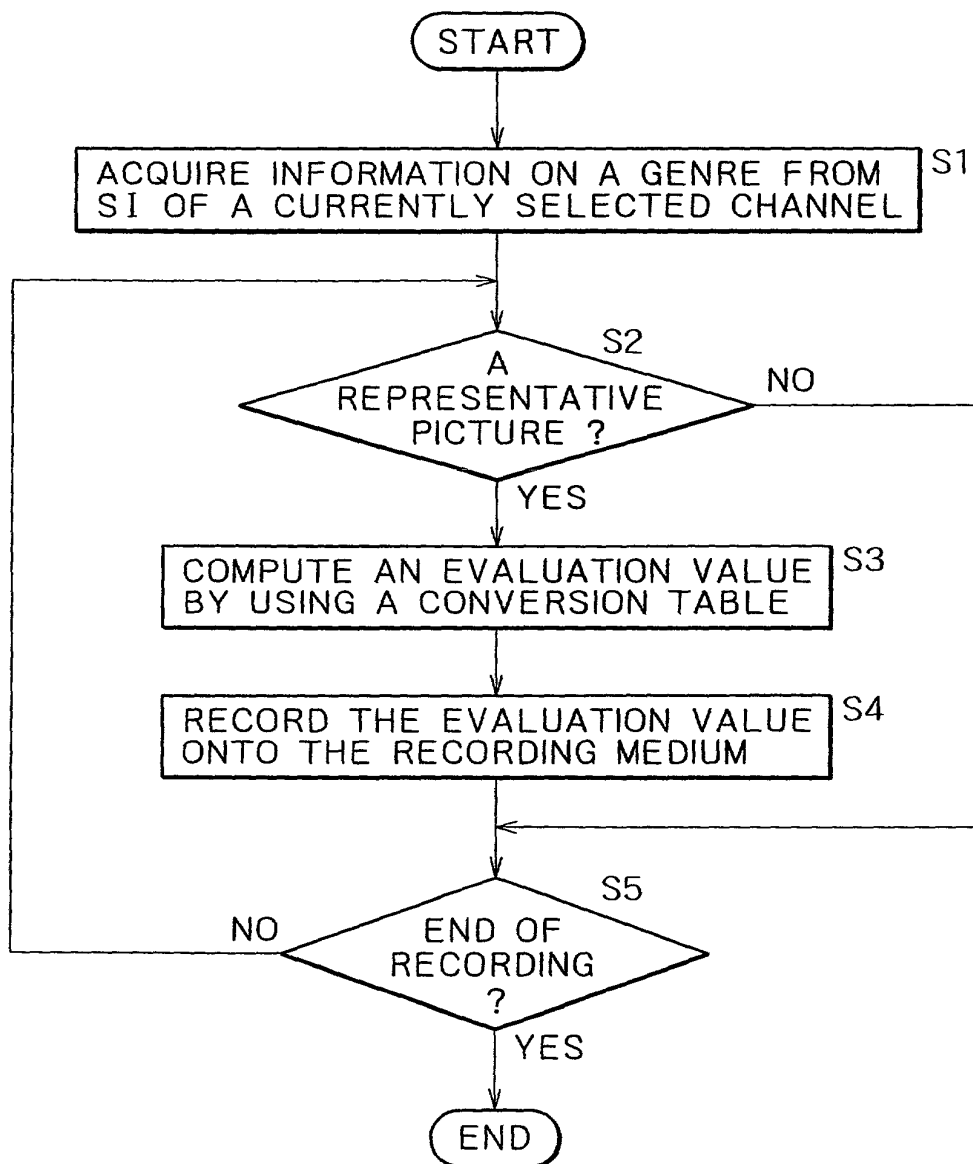 START
ACQUIRE INFORMATION ON A GENRE FROM
SI OF A CURRENTLY SELECTED CHANNEL
S1
S2
A
REPRESENTATIVE
PICTURE ?
NO
YES
COMPUTE AN EVALUATION VALUE
BY USING A CONVERSION TABLE
S3
RECORD THE EVALUATION VALUE
ONTO THE RECORDING MEDIUM
S4
S5
NO
END OF
RECORDING
?
YES
END